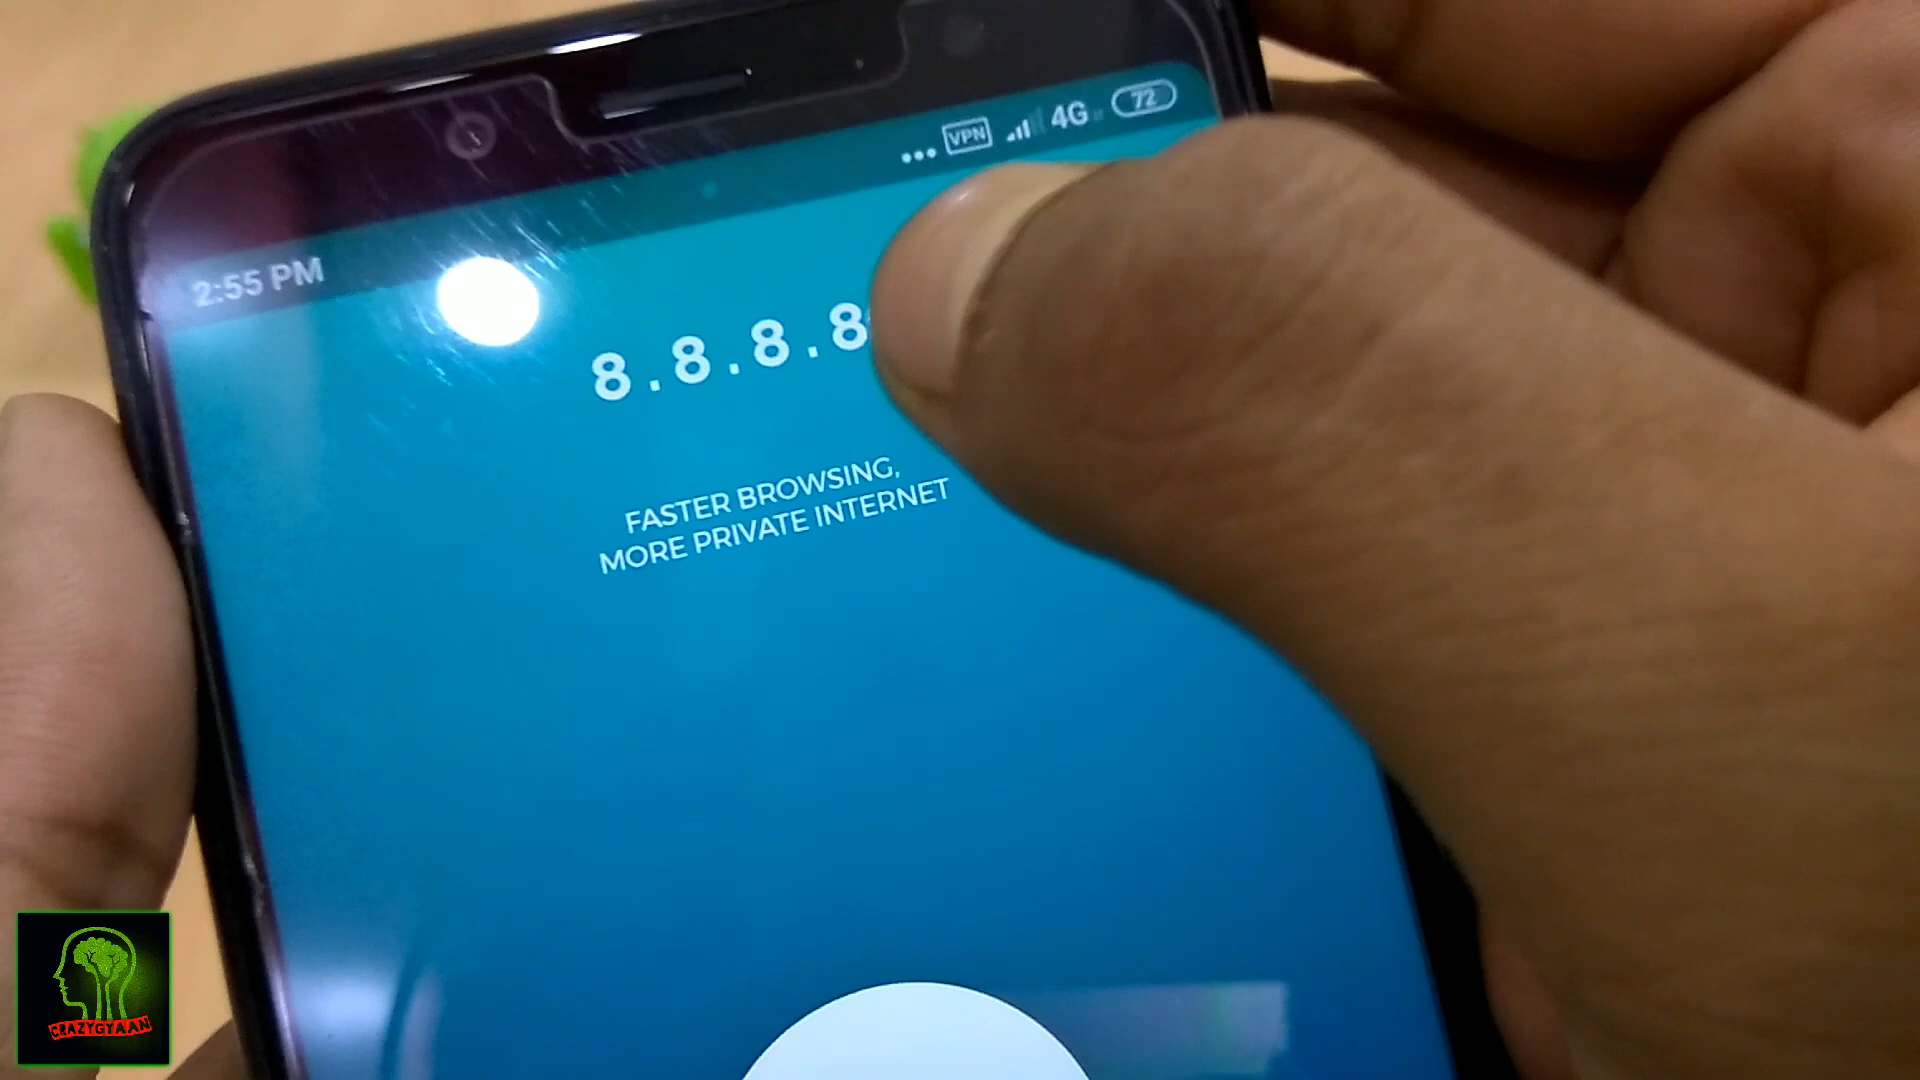 VPN 4G 72
2:55 PM
8.8.8.8
FASTER BROWSING,
MORE PRIVATE INTERNET
CRAZYGYAAN